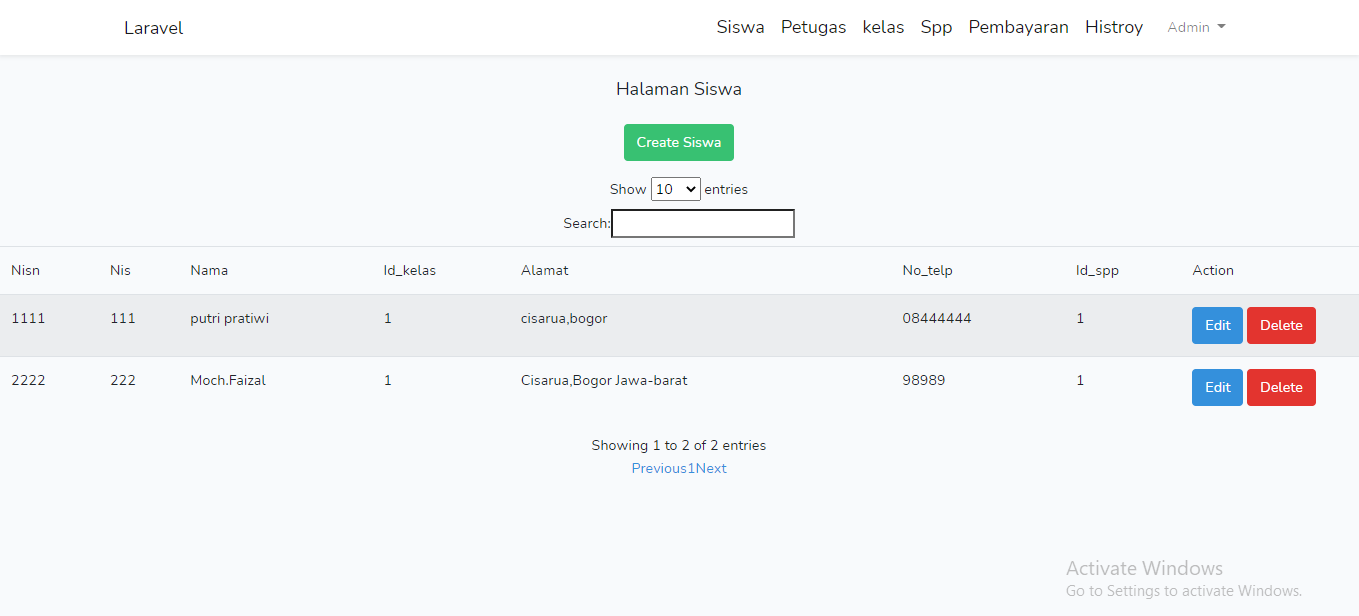 Laravel Siswa Petugas kelas Spp Pembayaran Histroy Admin
Halaman Siswa
Create Siswa
Show 10 entries
Search:
Nisn Nis Nama Id_kelas Alamat No_telp Id_spp Action
1111 111 putri pratiwi 1 cisarua,bogor 08444444 1 Edit Delete
2222 222 Moch.Faizal 1 Cisarua,Bogor Jawa-barat 98989 1 Edit Delete
Showing 1 to 2 of 2 entries
Previous1Next
Activate Windows
Go to Settings to activate Windows.